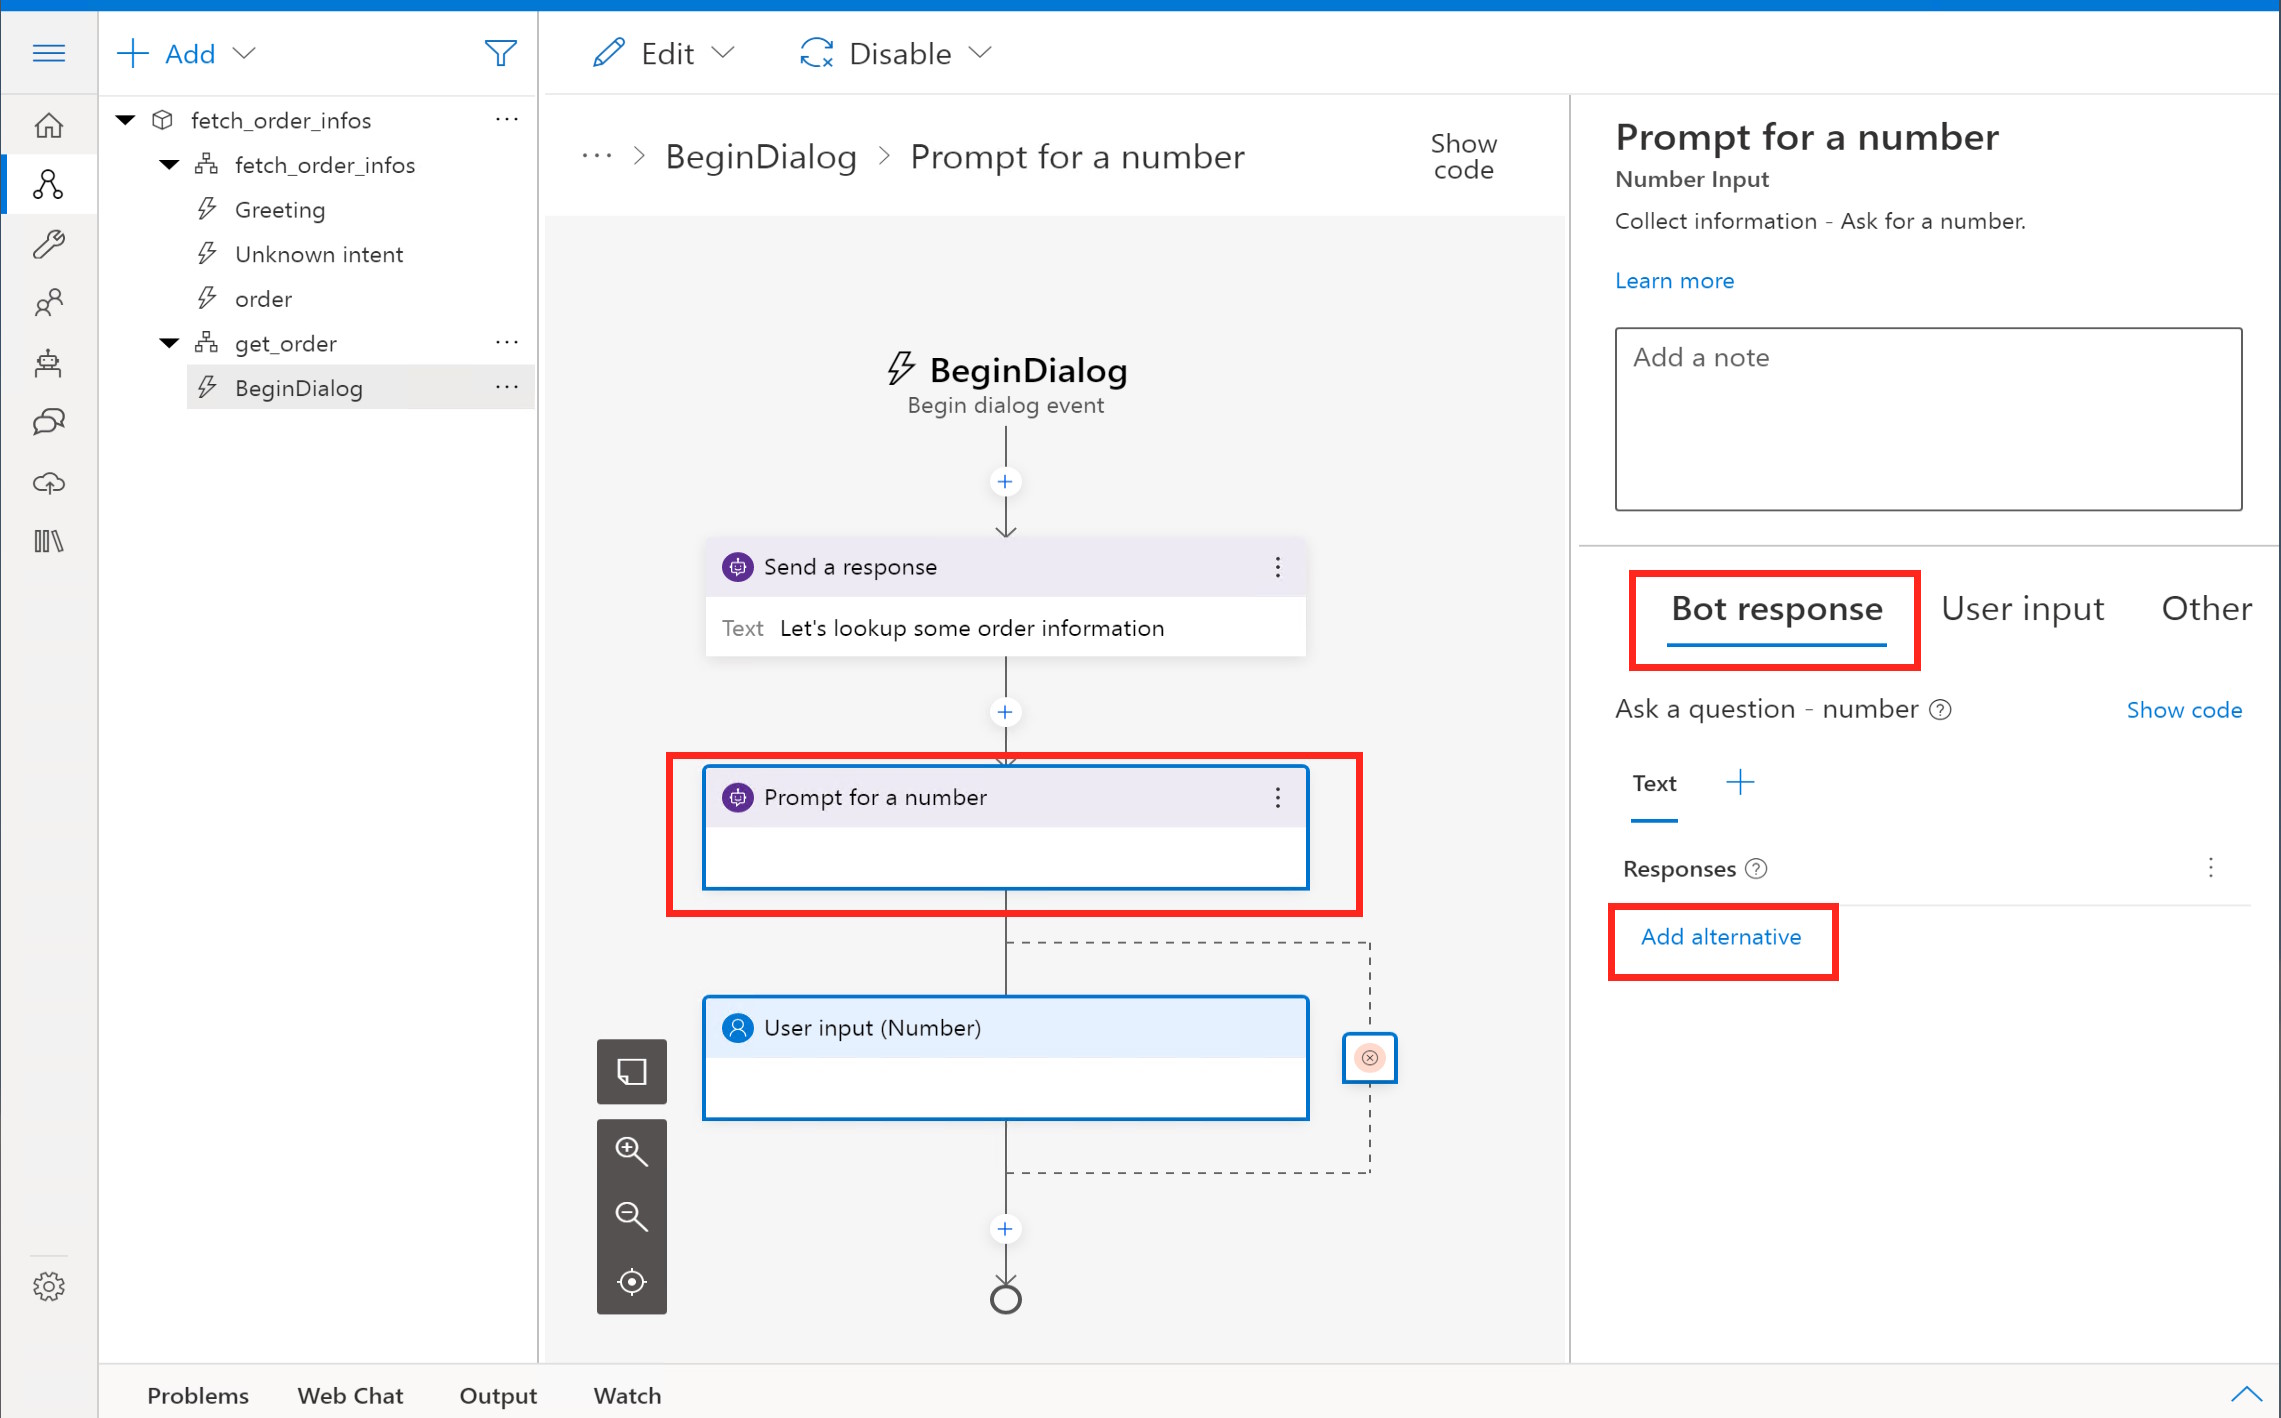 Add
Edit
Disable
fetch_order_infos
fetch_order_infos
Greeting
Unknown intent
order
get_order
BeginDialog
... > BeginDialog > Prompt for a number
Show
code
BeginDialog
Begin dialog event
Send a response
Text Let's lookup some order information
Prompt for a number
User input (Number)
Prompt for a number
Number Input
Collect information - Ask for a number.
Learn more
Add a note
Bot response
User input
Other
Ask a question - number
Show code
Text
Responses
Add alternative
Problems
Web Chat
Output
Watch